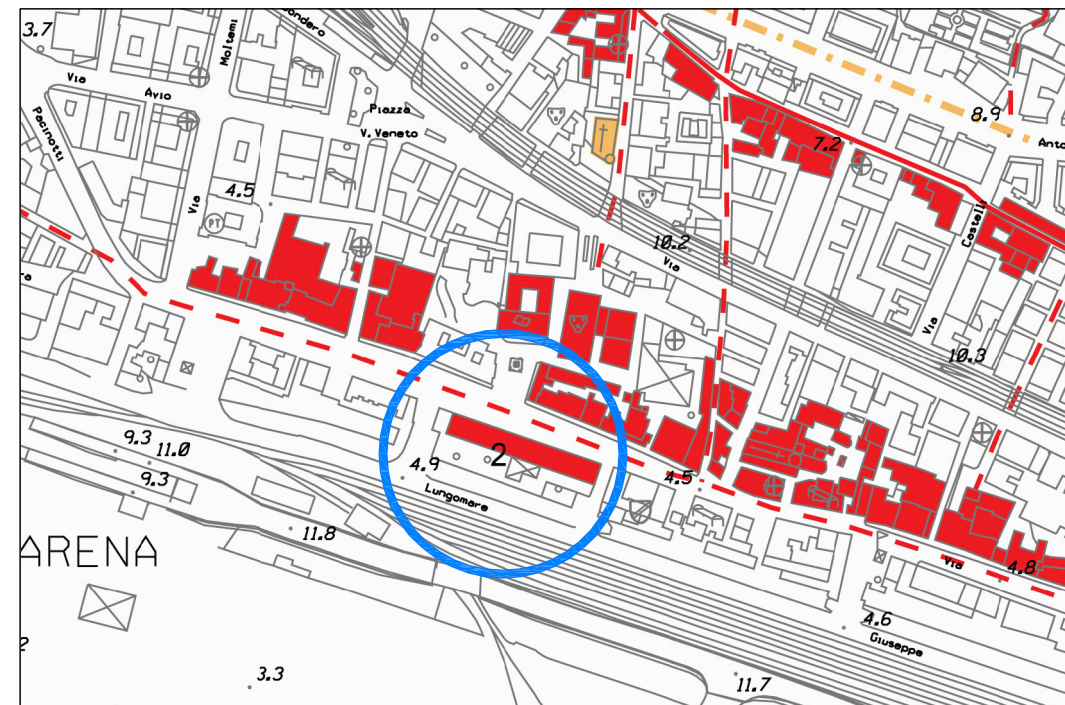 3.7
Moltemi
Via
Avio
Pacinotti
Piazza
V. Veneto
8.9
7.2
4.5
Via
PT
Castelli
10.2
Via
Via
10.3
9.3
11.0
9.3
4.9
2
Lungomare
4.5
11.8
ARENA
Via
4.8
4.6
Giuseppe
3.3
11.7